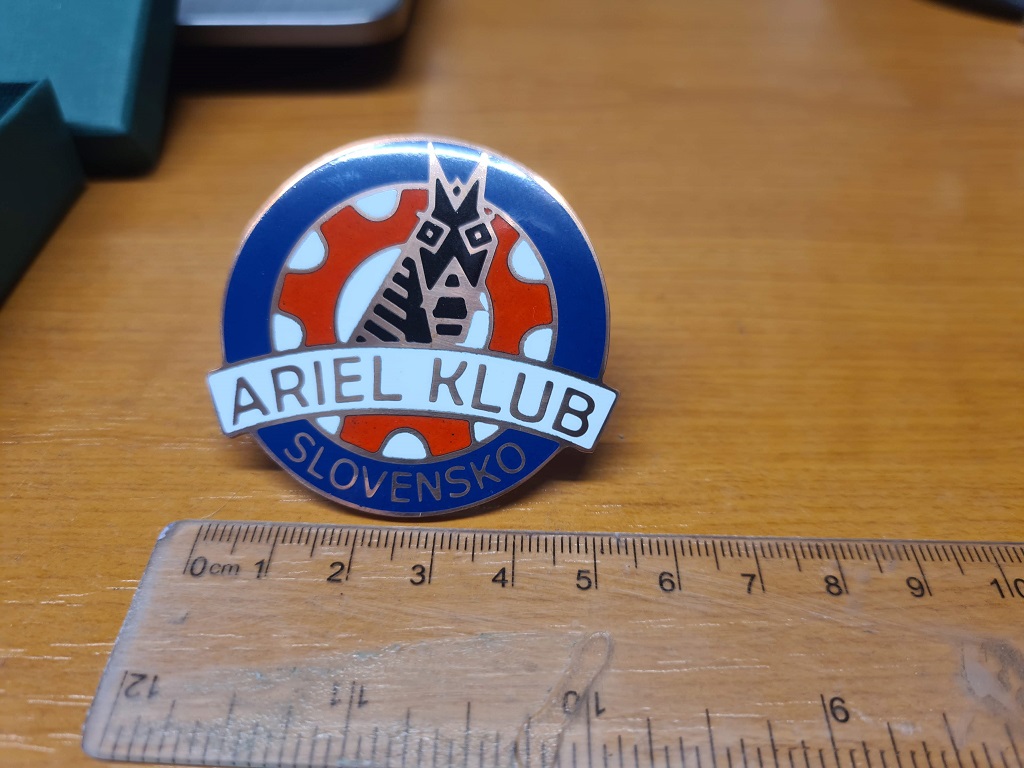 ARIEL KLUB
SLOVENSKO
0cm 1 2 3 4 5 6 7 8 9 10
12 11 10 9